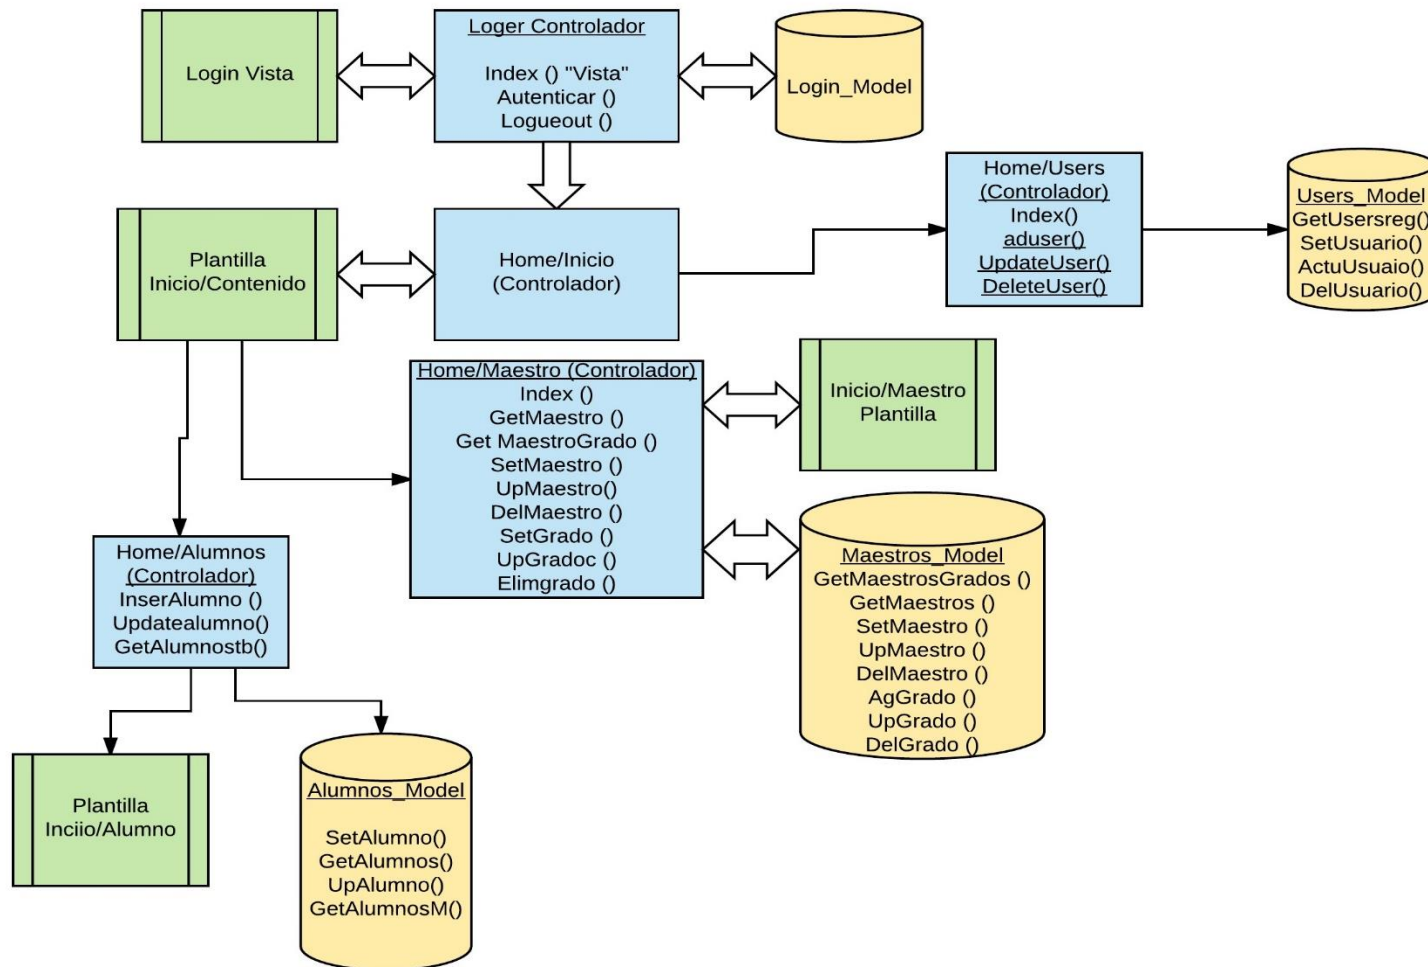 Login Vista
Loger Controlador
Index () "Vista"
Autenticar ()
Logueout ()
Login_Model
Home/Users
(Controlador)
Index()
aduser()
UpdateUser()
DeleteUser()
Users_Model
GetUsersreg()
SetUsuario()
ActuUsuaio()
DelUsuario()
Plantilla
Inicio/Contenido
Home/Inicio
(Controlador)
Home/Maestro (Controlador)
Index ()
GetMaestro ()
Get MaestroGrado ()
SetMaestro ()
UpMaestro()
DelMaestro ()
SetGrado ()
UpGradoc ()
Elimgrado ()
Inicio/Maestro
Plantilla
Maestros_Model
GetMaestrosGrados ()
GetMaestros ()
SetMaestro ()
UpMaestro ()
DelMaestro ()
AgGrado ()
UpGrado ()
DelGrado ()
Home/Alumnos
(Controlador)
InserAlumno ()
Updatealumno()
GetAlumnostb()
Plantilla
Inciio/Alumno
Alumnos_Model
SetAlumno()
GetAlumnos()
UpAlumno()
GetAlumnosM()